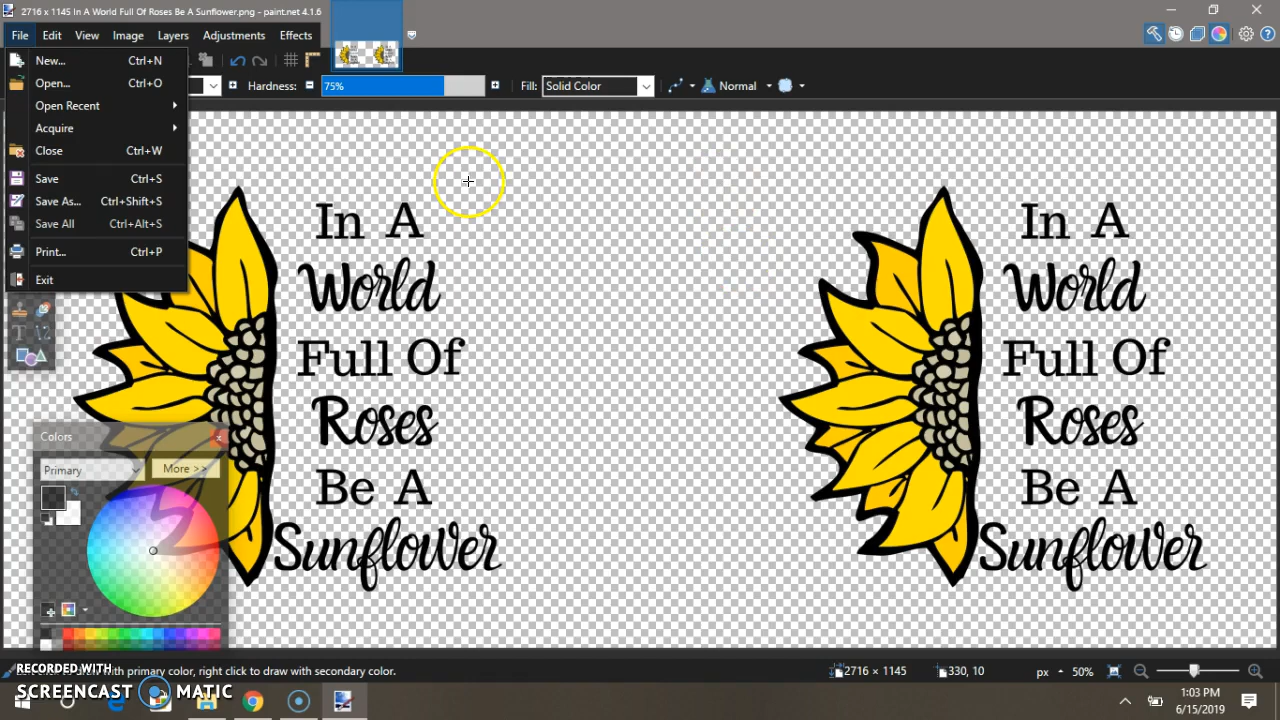 2716 x 1145 In A World Full Of Roses Be A Sunflower.png - paint.net 4.1.6
File Edit View Image Layers Adjustments Effects
New... Ctrl+N
Open... Ctrl+O
Open Recent
Acquire
Close Ctrl+W
Save Ctrl+S
Save As... Ctrl+Shift+S
Save All Ctrl+Alt+S
Print... Ctrl+P
Exit
Hardness: 75% Fill: Solid Color Normal
In A
World
Full Of
Roses
Be A
Sunflower
In A
World
Full Of
Roses
Be A
Sunflower
Colors
Primary More >>
draw with primary color, right click to draw with secondary color.
2716 × 1145 330, 10 px 50%
RECORDED WITH
SCREENCAST MATIC
1:03 PM
6/15/2019